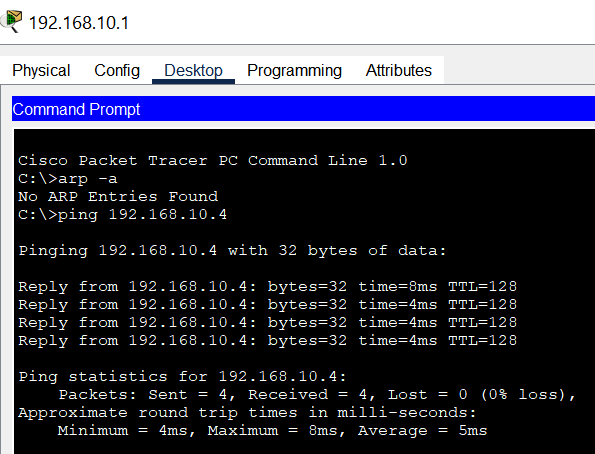 192.168.10.1
Physical Config Desktop Programming Attributes
Command Prompt
Cisco Packet Tracer PC Command Line 1.0
C:\>arp -a
No ARP Entries Found
C:\>ping 192.168.10.4
Pinging 192.168.10.4 with 32 bytes of data:
Reply from 192.168.10.4: bytes=32 time=8ms TTL=128
Reply from 192.168.10.4: bytes=32 time=4ms TTL=128
Reply from 192.168.10.4: bytes=32 time=4ms TTL=128
Reply from 192.168.10.4: bytes=32 time=4ms TTL=128
Ping statistics for 192.168.10.4:
    Packets: Sent = 4, Received = 4, Lost = 0 (0% loss),
Approximate round trip times in milli-seconds:
    Minimum = 4ms, Maximum = 8ms, Average = 5ms